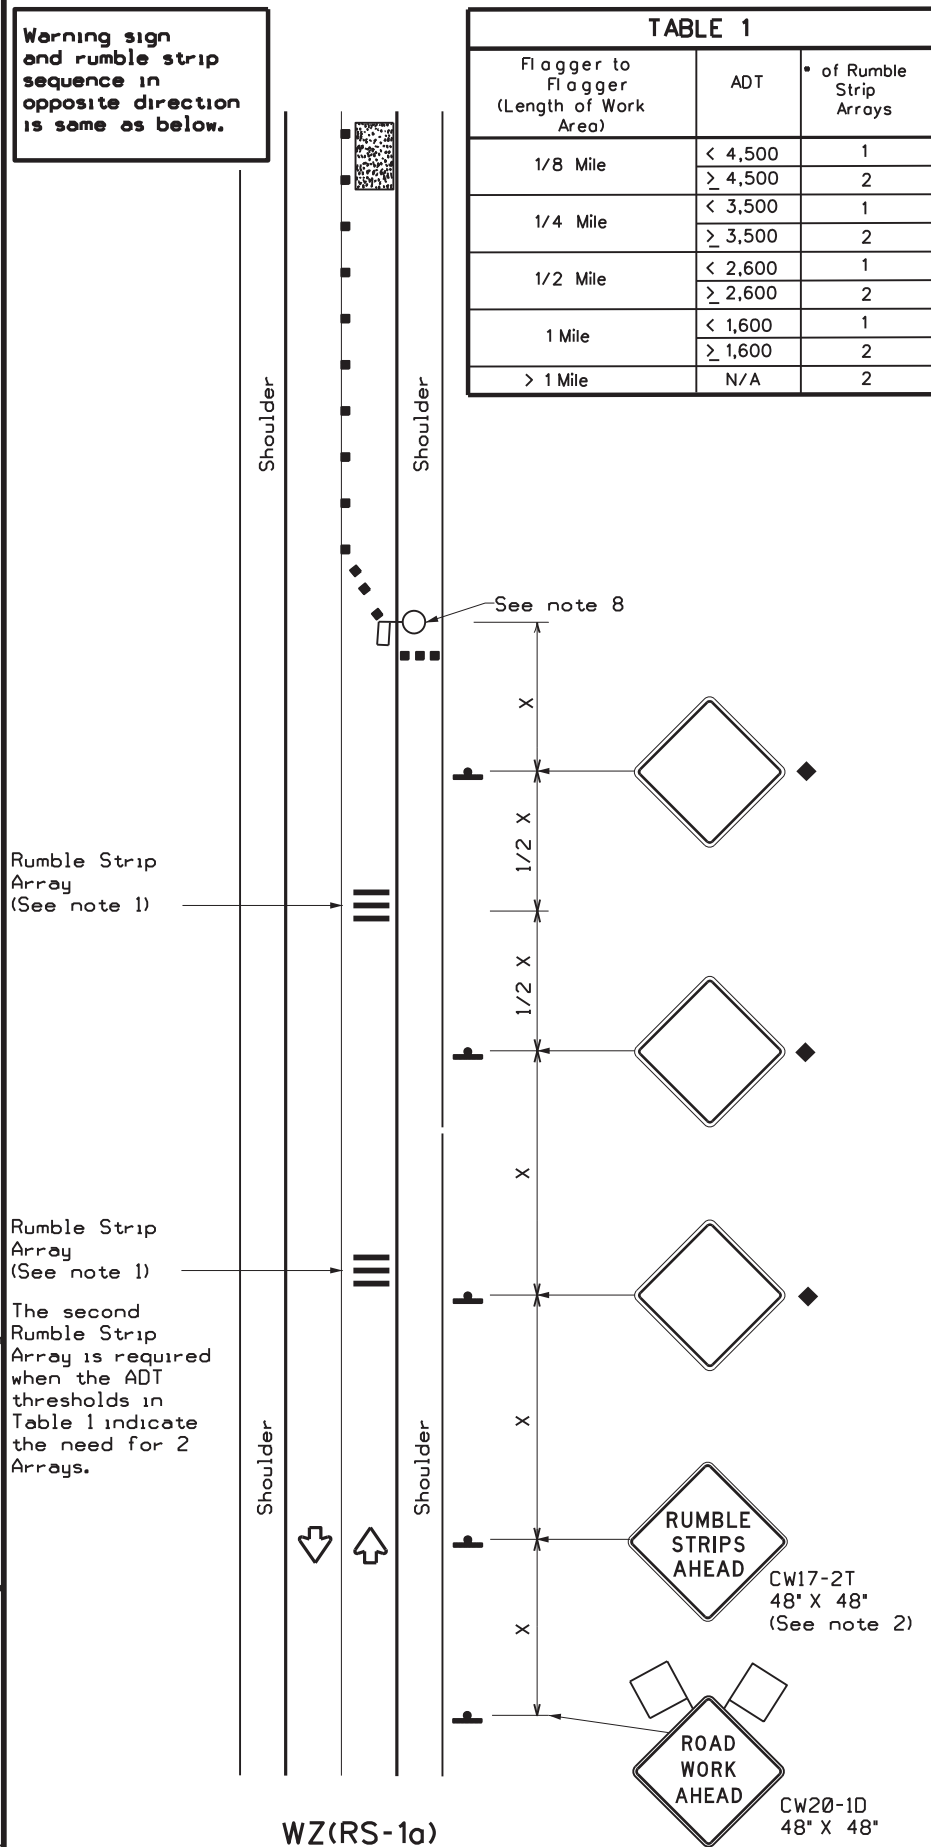 Warning sign
and rumble strip
sequence in
opposite direction
is same as below.
TABLE 1
Flagger to
Flagger
(Length of Work
Area)
ADT
* of Rumble
Strip
Arrays
1/8 Mile
< 4,500
1
≥ 4,500
2
1/4 Mile
< 3,500
1
≥ 3,500
2
1/2 Mile
< 2,600
1
≥ 2,600
2
1 Mile
< 1,600
1
≥ 1,600
2
> 1 Mile
N/A
2
Shoulder
Shoulder
See note 8
X
1/2 X
Rumble Strip
Array
(See note 1)
1/2 X
X
Rumble Strip
Array
(See note 1)
The second
Rumble Strip
Array is required
when the ADT
thresholds in
Table 1 indicate
the need for 2
Arrays.
X
Shoulder
Shoulder
RUMBLE
STRIPS
AHEAD
CW17-2T
48" X 48"
(See note 2)
X
ROAD
WORK
AHEAD
CW20-1D
48" X 48"
WZ(RS-1a)